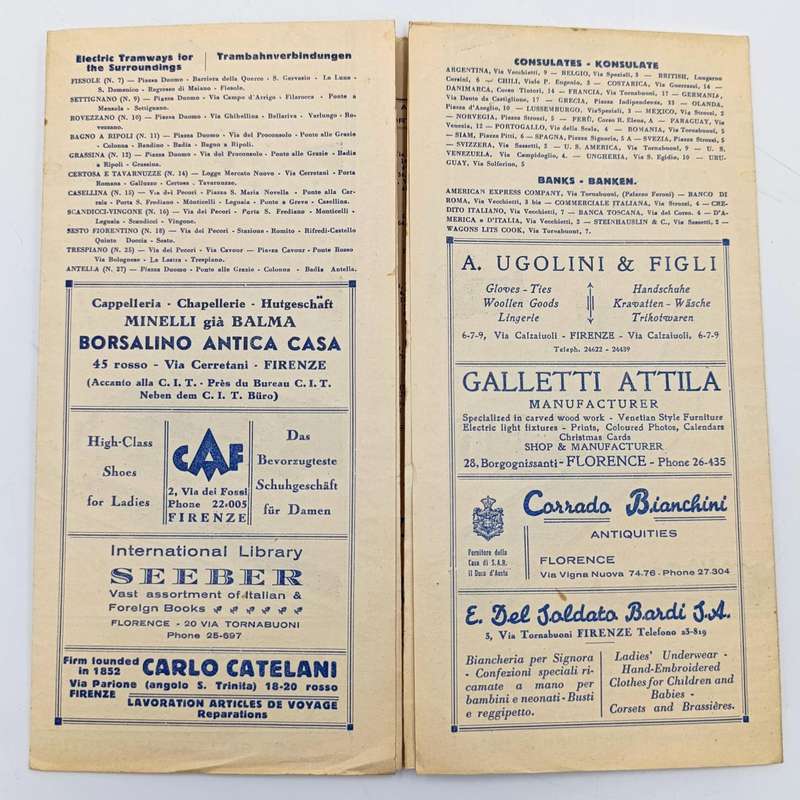 Electric Tramways for the Surroundings
Trambahnverbindungen
FIESOLE (N. 7) — Piazza Duomo - Barriera della Querce - S. Gervasio - La Luna -
S. Domenico - Regresso di Maiano - Fiesole.
SETTIGNANO (N. 9) — Piazza Duomo - Via Campo d'Arrigo - Filarocca - Ponte a
Mensola - Settignano.
ROVEZZANO (N. 10) — Piazza Duomo - Via Ghibellina - Bellariva - Varlungo - Ro-
vezzano.
BAGNO A RIPOLI (N. 11) — Piazza Duomo - Via del Proconsolo - Ponte alle Grazie
- Colonna - Bandino - Badia - Bagno a Ripoli.
GRASSINA (N. 12) — Piazza Duomo - Via del Proconsolo - Ponte alle Grazie - Badia
a Ripoli - Grassina.
CERTOSA E TAVARNUZZE (N. 14) — Logge Mercato Nuovo - Via Cerretani - Porta
Romana - Galluzzo - Certosa - Tavarnuzze.
CASELLINA (N. 15) — Via dei Pecori - Piazza S. Maria Novella - Ponte alla Car-
raia - Porta S. Frediano - Monticelli - Legnaia - Ponte a Greve - Casellina.
SCANDICCI-VINGONE (N. 16) — Via dei Pecori - Porta S. Frediano - Monticelli -
Legnaia - Scandicci - Vingone.
SESTO FIORENTINO (N. 18) — Via dei Pecori - Stazione - Romito - Rifredi-Castello
Quinto - Doccia - Sesto.
TRESPIANO (N. 25) — Via dei Pecori - Via Cavour — Piazza Cavour - Ponte Rosso
Via Bolognese - La Lastra - Trespiano.
ANTELLA (N. 27) — Piazza Duomo - Ponte alle Grazie - Colonna - Badia Antella.
Cappelleria - Chapellerie - Hutgeschäft
MINELLI già BALMA
BORSALINO ANTICA CASA
45 rosso - Via Cerretani - FIRENZE
(Accanto alla C. I. T. - Près du Bureau C. I. T.
Neben dem C. I. T. Büro)
High-Class
Shoes
for Ladies
CAF
2, Via dei Fossi
Phone 22.005
FIRENZE
Das
Bevorzugteste
Schuhgeschäft
für Damen
International Library
SEEBER
Vast assortment of Italian &
Foreign Books
FLORENCE - 20 VIA TORNABUONI
Phone 25-697
Firm founded
in 1852
CARLO CATELANI
Via Parione (angolo S. Trinita) 18-20 rosso
FIRENZE
LAVORATION ARTICLES DE VOYAGE
Reparations
CONSULATES - KONSULATE
ARGENTINA, Via Vecchietti, 9 — BELGIO, Via Speziali, 3 — BRITISH, Lungarno
Corsini, 6 — CHILI, Viale P. Eugenio, 3 — COSTARICA, Via Guerrazzi, 14 —
DANIMARCA, Corso Tintori, 14 — FRANCIA, Via Tornabuoni, 17 — GERMANIA,
Via Dante da Castiglione, 17 — GRECIA, Piazza Indipendenza, 23 — OLANDA,
Piazza d'Azeglio, 10 — LUSSEMBURGO, Via Speziali, 3 — MEXICO, Via Strozzi, 2
— NORVEGIA, Piazza Strozzi, 5 — PERÙ, Corso R. Elena, — PARAGUAY, Via
Venezia, 12 — PORTOGALLO, Via della Scala, 4 — ROMANIA, Via Tornabuoni, 5
— SIAM, Piazza Pitti, 6 — SPAGNA, Piazza Signoria, 5 — SVEZIA, Piazza Strozzi, 5
— SVIZZERA, Via Sassetti, 2 — U. S. AMERICA, Via Tornabuoni, 9 — U. S.
VENEZUELA, Via Campidoglio, 4. — UNGHERIA, Via S. Egidio, 10 — URU-
GUAY, Via Solferino, 5
BANKS - BANKEN.
AMERICAN EXPRESS COMPANY, Via Tornabuoni, (Palazzo Feroni) — BANCO DI
ROMA, Via Vecchietti, 3 bis — COMMERCIALE ITALIANA, Via Strozzi, 4 — CRE-
DITO ITALIANO, Via Vecchietti, 7 — BANCA TOSCANA, Via del Corso. 4 — D'A-
MERICA e D'ITALIA, Via Vecchietti, 2 — STEINHAUSLIN & C., Via Sassetti, 2 —
WAGONS LITS COOK, Via Tornabuoni, 7.
A. UGOLINI & FIGLI
Gloves - Ties
Woollen Goods
Lingerie
Handschuhe
Kravatten - Wäsche
Trikotwaren
6-7-9, Via Calzaiuoli - FIRENZE - Via Calzaiuoli, 6-7-9
Teleph. 24622 - 24439
GALLETTI ATTILA
MANUFACTURER
Specialized in carved wood work - Venetian Style Furniture
Electric light fixtures - Prints, Coloured Photos, Calendars
Christmas Cards
SHOP & MANUFACTURER
28, Borgognissanti - FLORENCE - Phone 26-435
Fornitore della
Casa di S.A.R.
il Duca d'Aosta
Corrado Bianchini
ANTIQUITIES
FLORENCE
Via Vigna Nuova 74.76 - Phone 27-304
E. Del Soldato Bardi S.A.
3, Via Tornabuoni FIRENZE Telefono 23-819
Biancheria per Signora
- Confezioni speciali ri-
camate a mano per
bambini e neonati - Busti
e reggipetto.
Ladies' Underwear -
Hand-Embroidered
Clothes for Children and
Babies -
Corsets and Brassières.